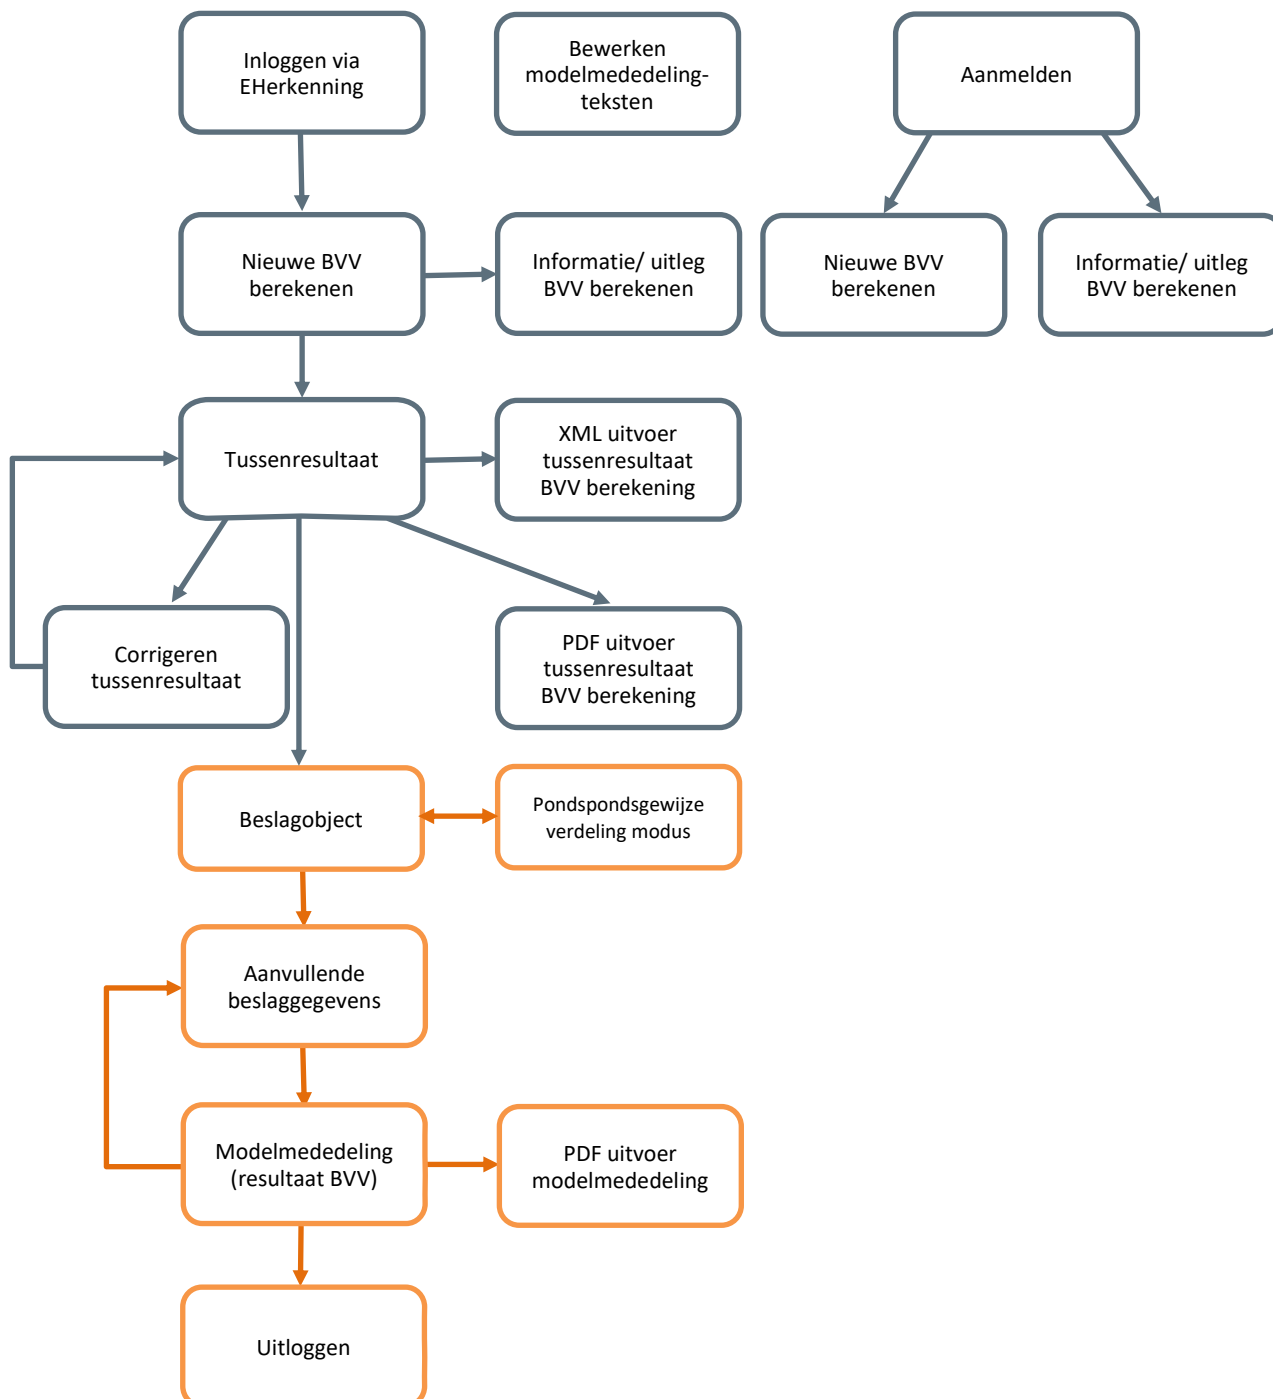 Inloggen via
EHerkenning
Bewerken
modelmededeling-
teksten
Aanmelden
Nieuwe BVV
berekenen
Informatie/ uitleg
BVV berekenen
Nieuwe BVV
berekenen
Informatie/ uitleg
BVV berekenen
Tussenresultaat
XML uitvoer
tussenresultaat
BVV berekening
Corrigeren
tussenresultaat
PDF uitvoer
tussenresultaat
BVV berekening
Beslagobject
Pondspondsgewijze
verdeling modus
Aanvullende
beslaggegevens
Modelmededeling
(resultaat BVV)
PDF uitvoer
modelmededeling
Uitloggen